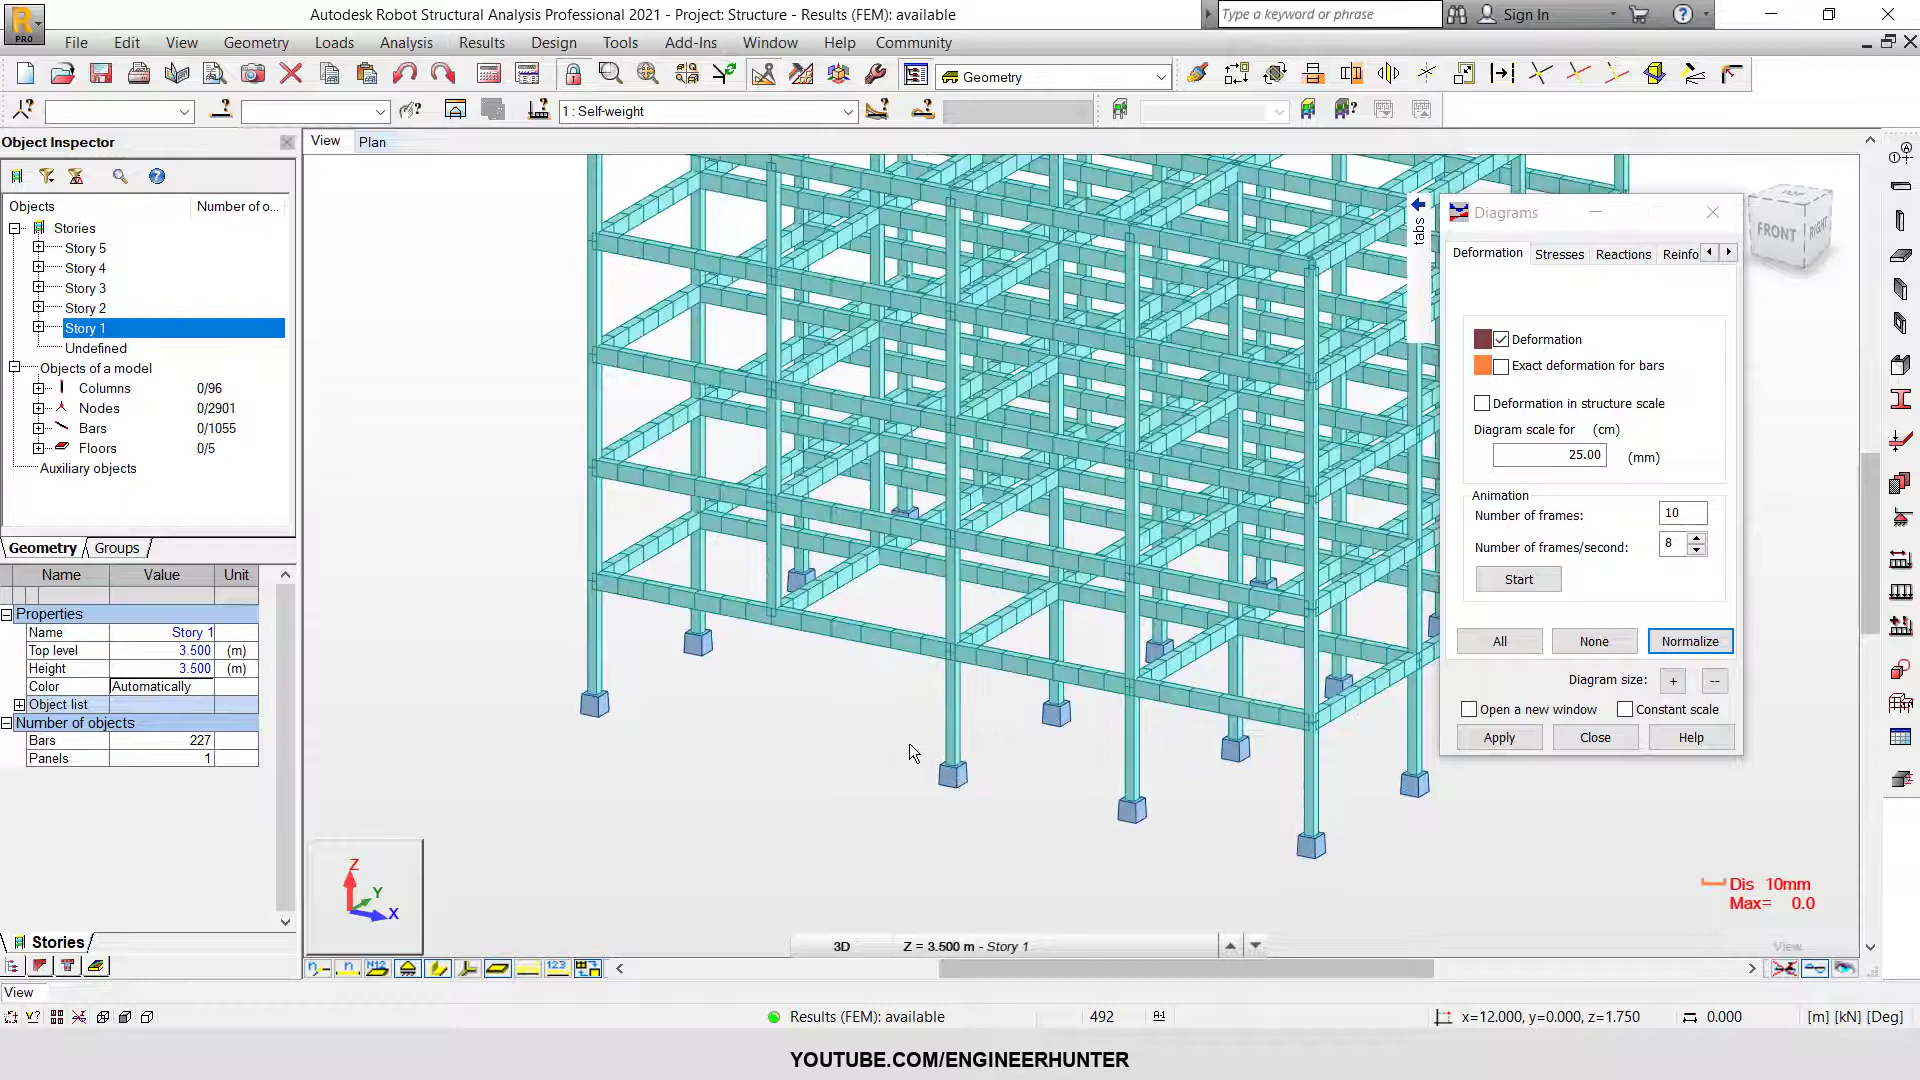 PRO
Autodesk Robot Structural Analysis Professional 2021 - Project: Structure - Results (FEM): available
Type a keyword or phrase
Sign In
File Edit View Geometry Loads Analysis Results Design Tools Add-Ins Window Help Community
Geometry
1 : Self-weight
Object Inspector
View Plan
Objects Number of o...
Stories
Story 5
Story 4
Story 3
Story 2
Story 1
Undefined
Objects of a model
Columns 0/96
Nodes 0/2901
Bars 0/1055
Floors 0/5
Auxiliary objects
Geometry Groups
Name Value Unit
Properties
Name Story 1
Top level 3.500 (m)
Height 3.500 (m)
Color Automatically
Object list
Number of objects
Bars 227
Panels 1
Stories
View
tabs
Diagrams
Deformation Stresses Reactions Reinfo
Deformation
Exact deformation for bars
Deformation in structure scale
Diagram scale for (cm)
25.00 (mm)
Animation
Number of frames: 10
Number of frames/second: 8
Start
All None Normalize
Diagram size: + --
Open a new window Constant scale
Apply Close Help
TOP
FRONT RIGHT
Z
Y
X
Dis 10mm
Max= 0.0
View
3D Z = 3.500 m - Story 1
Results (FEM): available 492 x=12.000, y=0.000, z=1.750 0.000 [m] [kN] [Deg]
YOUTUBE.COM/ENGINEERHUNTER